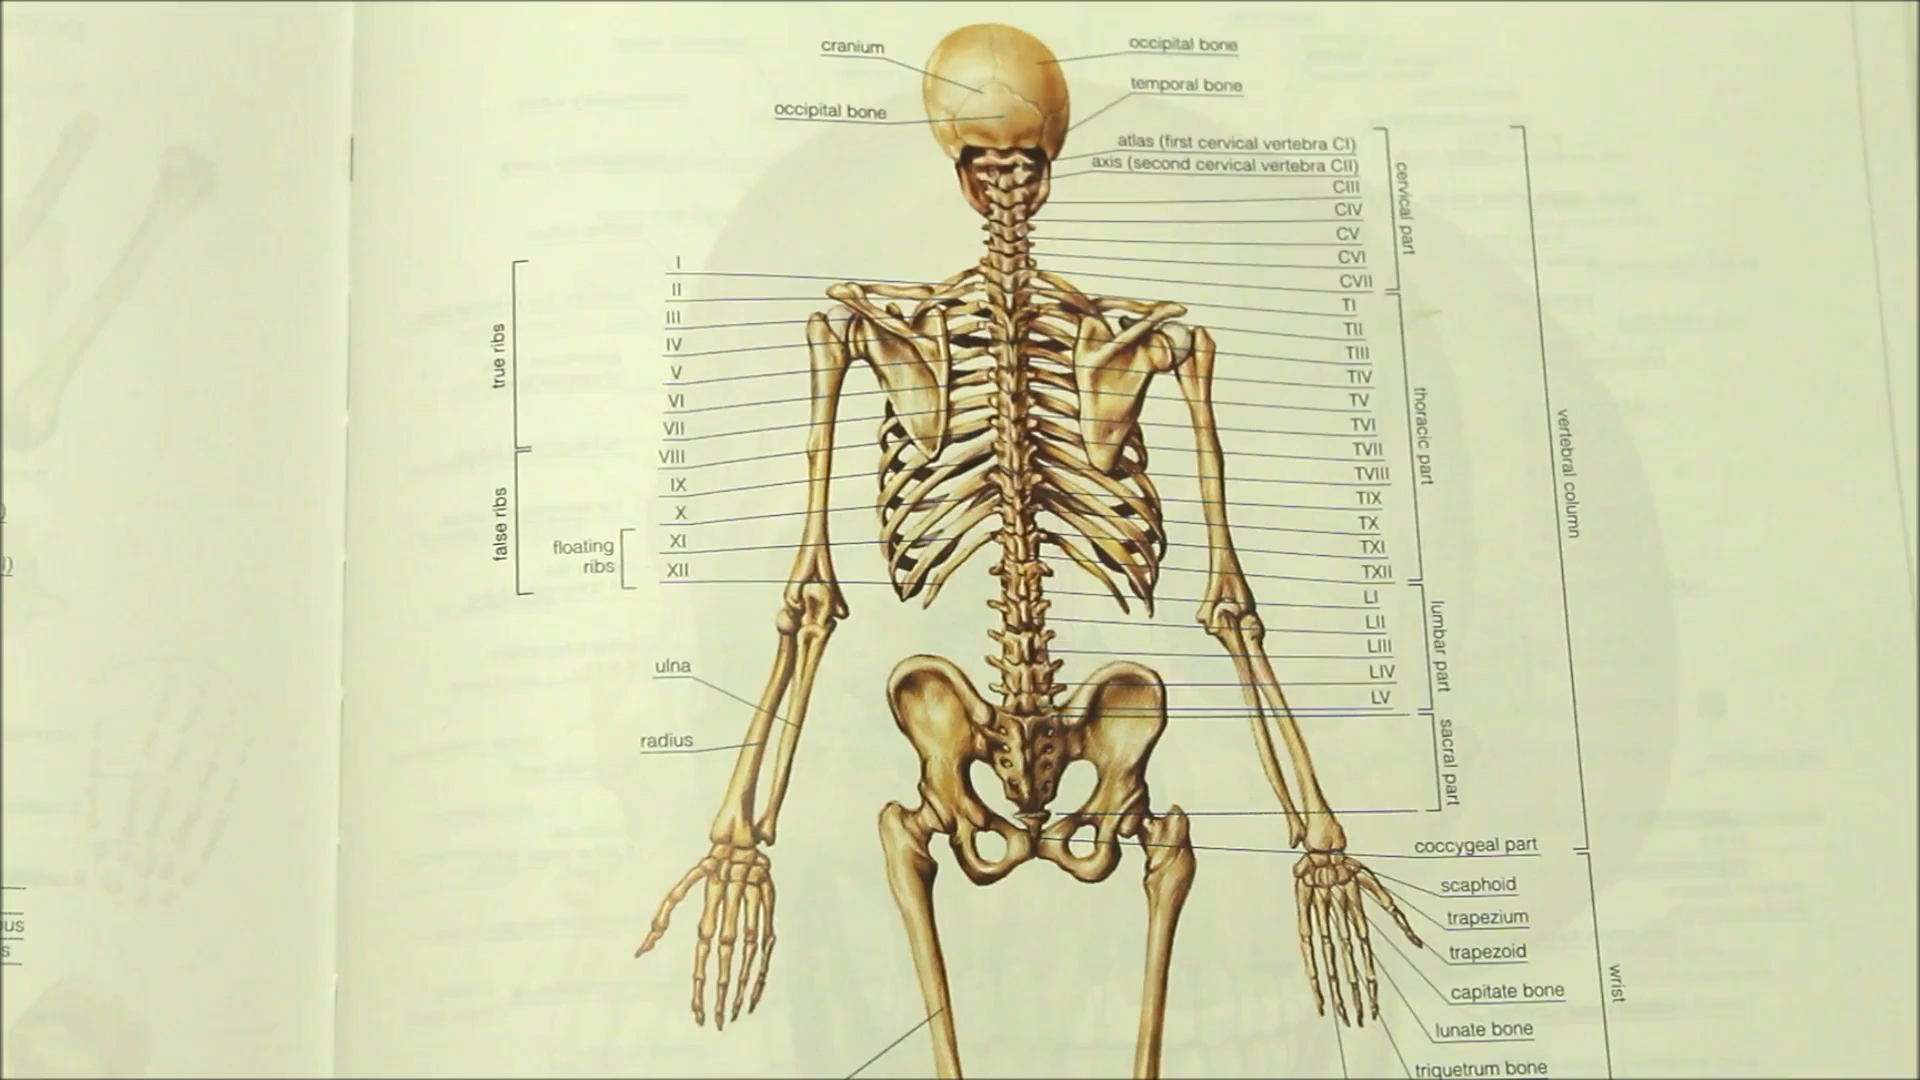 cranium
occipital bone
occipital bone
temporal bone
atlas (first cervical vertebra CI)
axis (second cervical vertebra CII)
CIII
CIV
CV
CVI
CVII
cervical part
TI
TII
TIII
TIV
TV
TVI
TVII
TVIII
TIX
TX
TXI
TXII
thoracic part
LI
LII
LIII
LIV
LV
lumbar part
sacral part
vertebral column
coccygeal part
scaphoid
trapezium
trapezoid
capitate bone
lunate bone
triquetrum bone
wrist
I
II
III
IV
V
VI
VII
VIII
IX
X
XI
XII
true ribs
false ribs
floating
ribs
ulna
radius
us
s